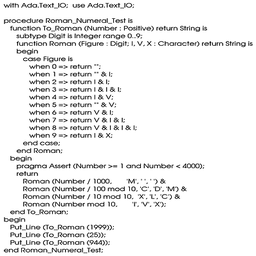 with Ada.Text_IO;  use Ada.Text_IO;
procedure Roman_Numeral_Test is
function To_Roman (Number : Positive) return String is
subtype Digit is Integer range 0..9;
function Roman (Figure : Digit; I, V, X : Character) return String is
begin
case Figure is
when 0 => return "";
when 1 => return "" & I;
when 2 => return I & I;
when 3 => return I & I & I;
when 4 => return I & V;
when 5 => return "" & V;
when 6 => return V & I;
when 7 => return V & I & I;
when 8 => return V & I & I & I;
when 9 => return I & X;
end case;
end Roman;
begin
pragma Assert (Number >= 1 and Number < 4000);
return
Roman (Number / 1000, 'M', ' ', ' ') &
Roman (Number / 100 mod 10, 'C', 'D', 'M') &
Roman (Number / 10 mod 10, 'X', 'L', 'C') &
Roman (Number mod 10, 'I', 'V', 'X');
end To_Roman;
begin
Put_Line (To_Roman (1999));
Put_Line (To_Roman (25));
Put_Line (To_Roman (944));
end Roman_Numeral_Test;